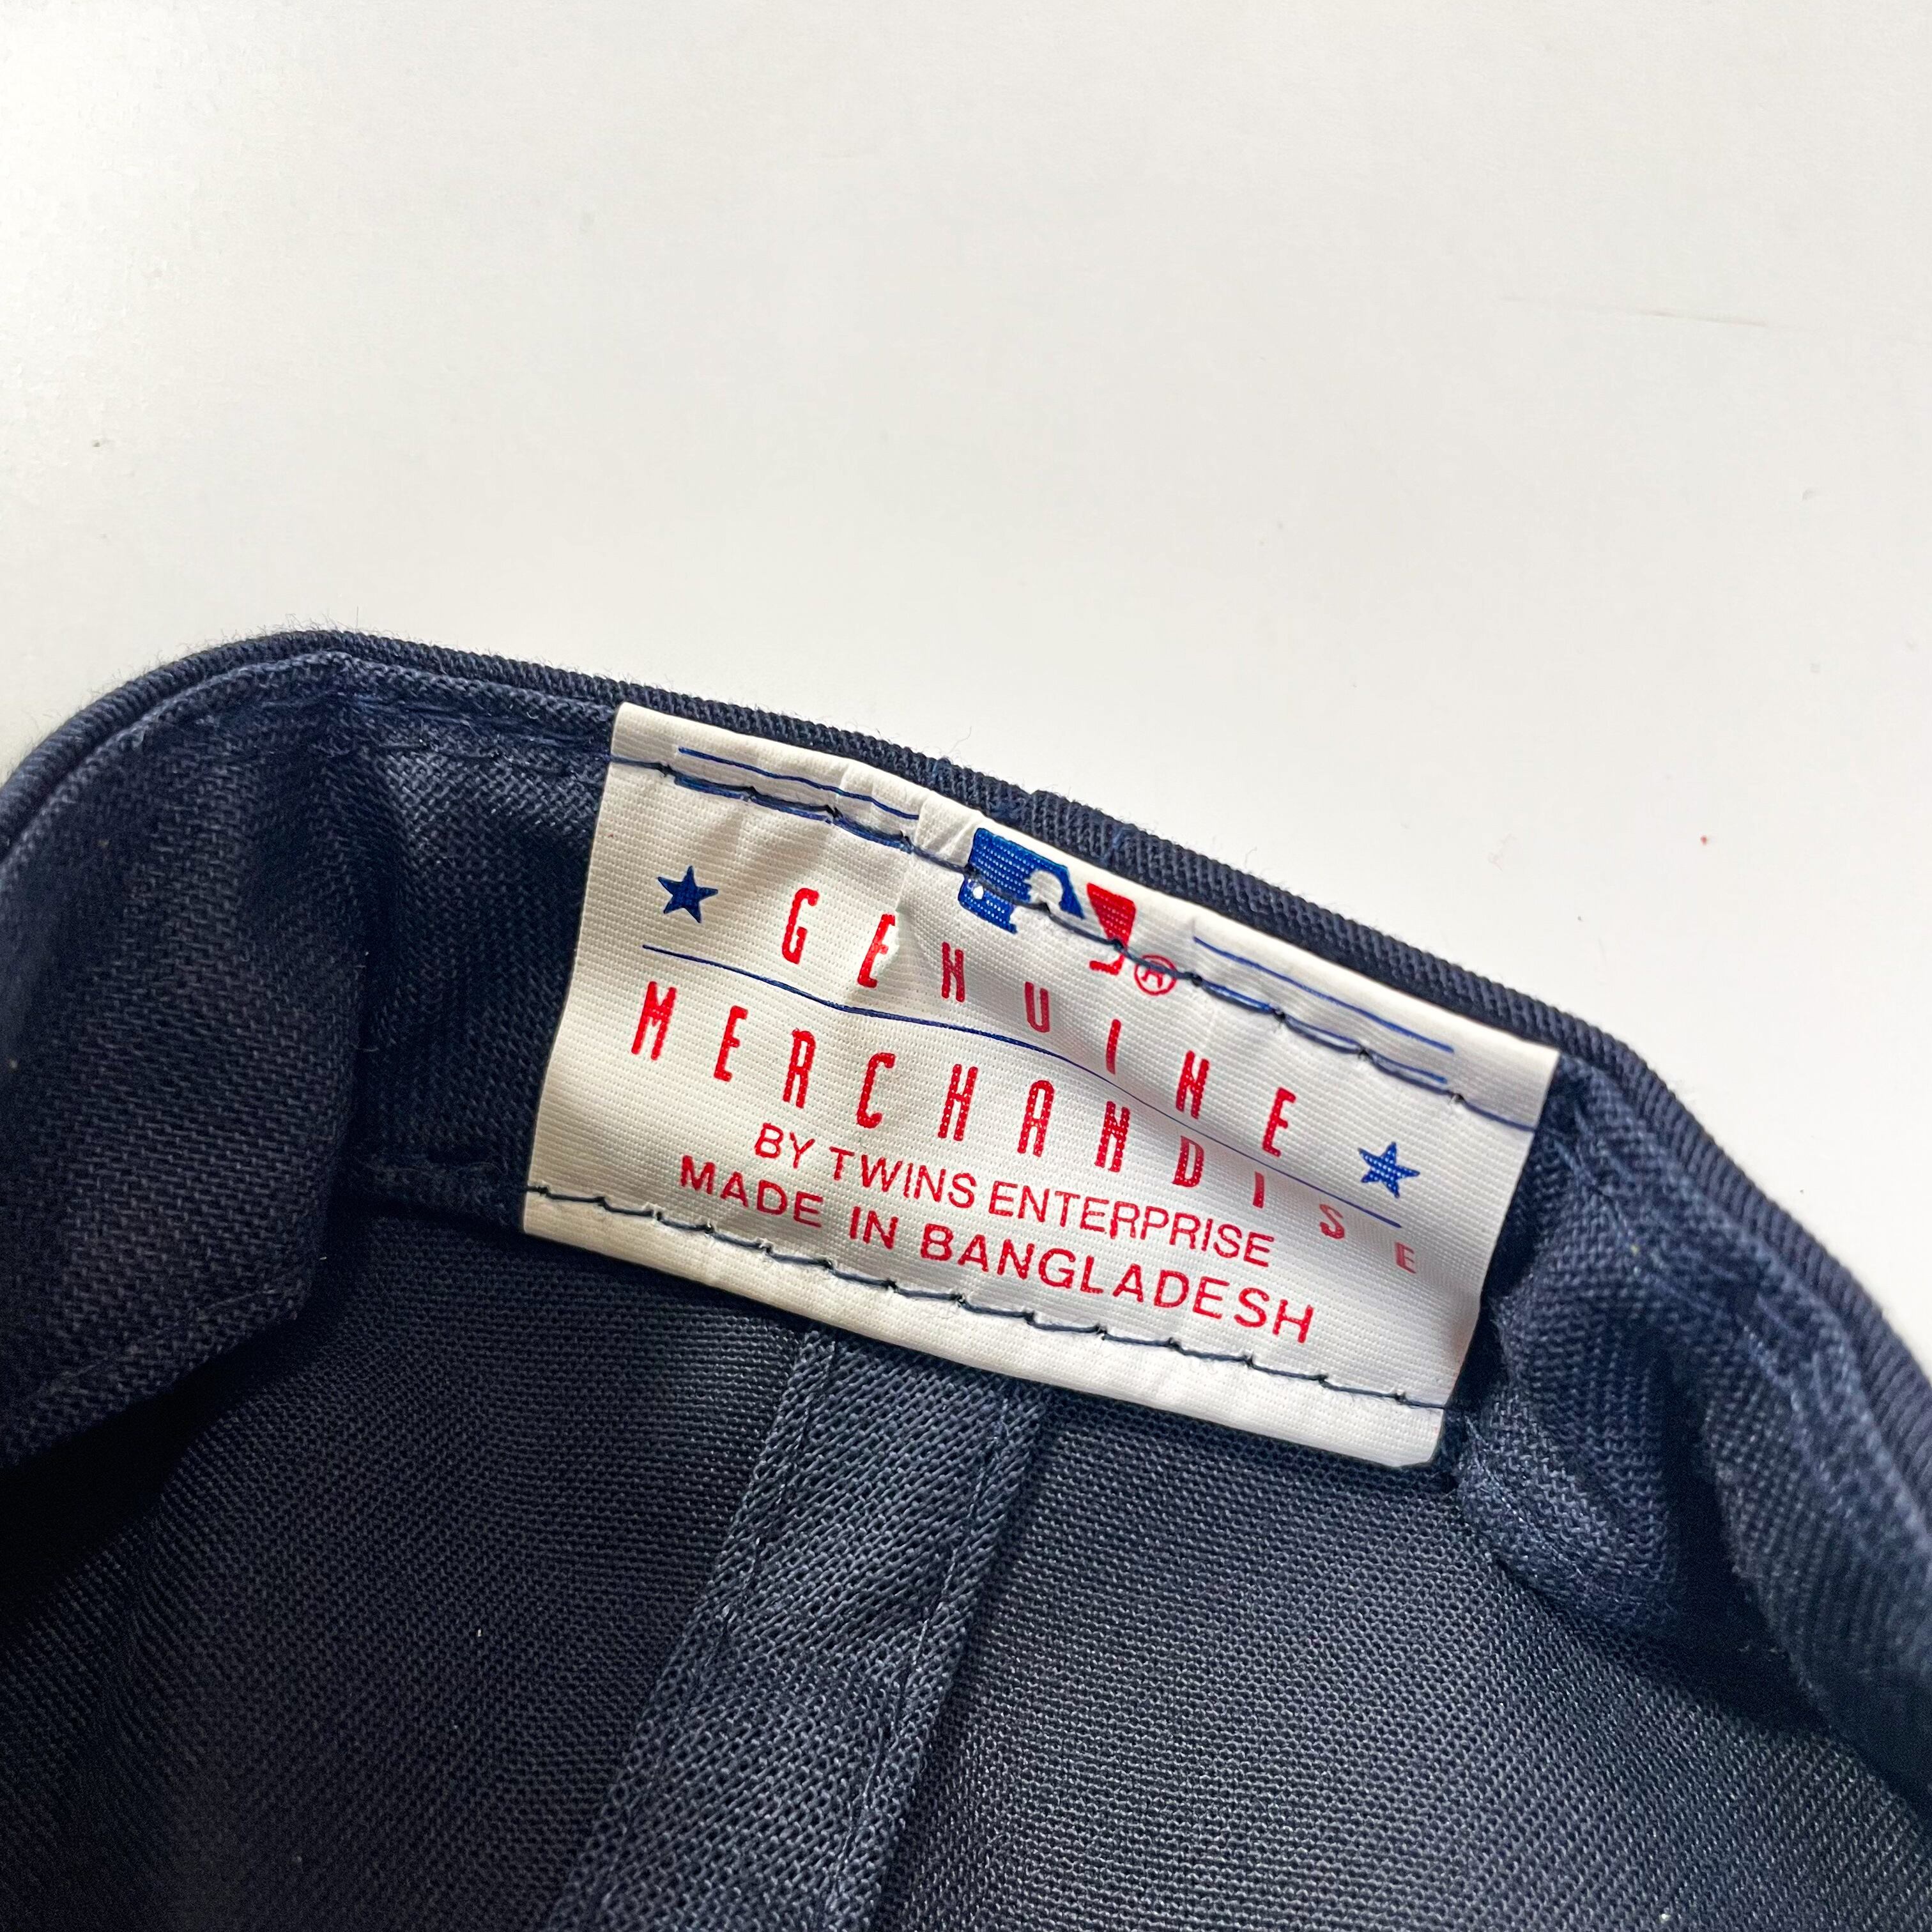 ®
GENUINE
MERCHANDISE
BY TWINS ENTERPRISE
MADE IN BANGLADESH